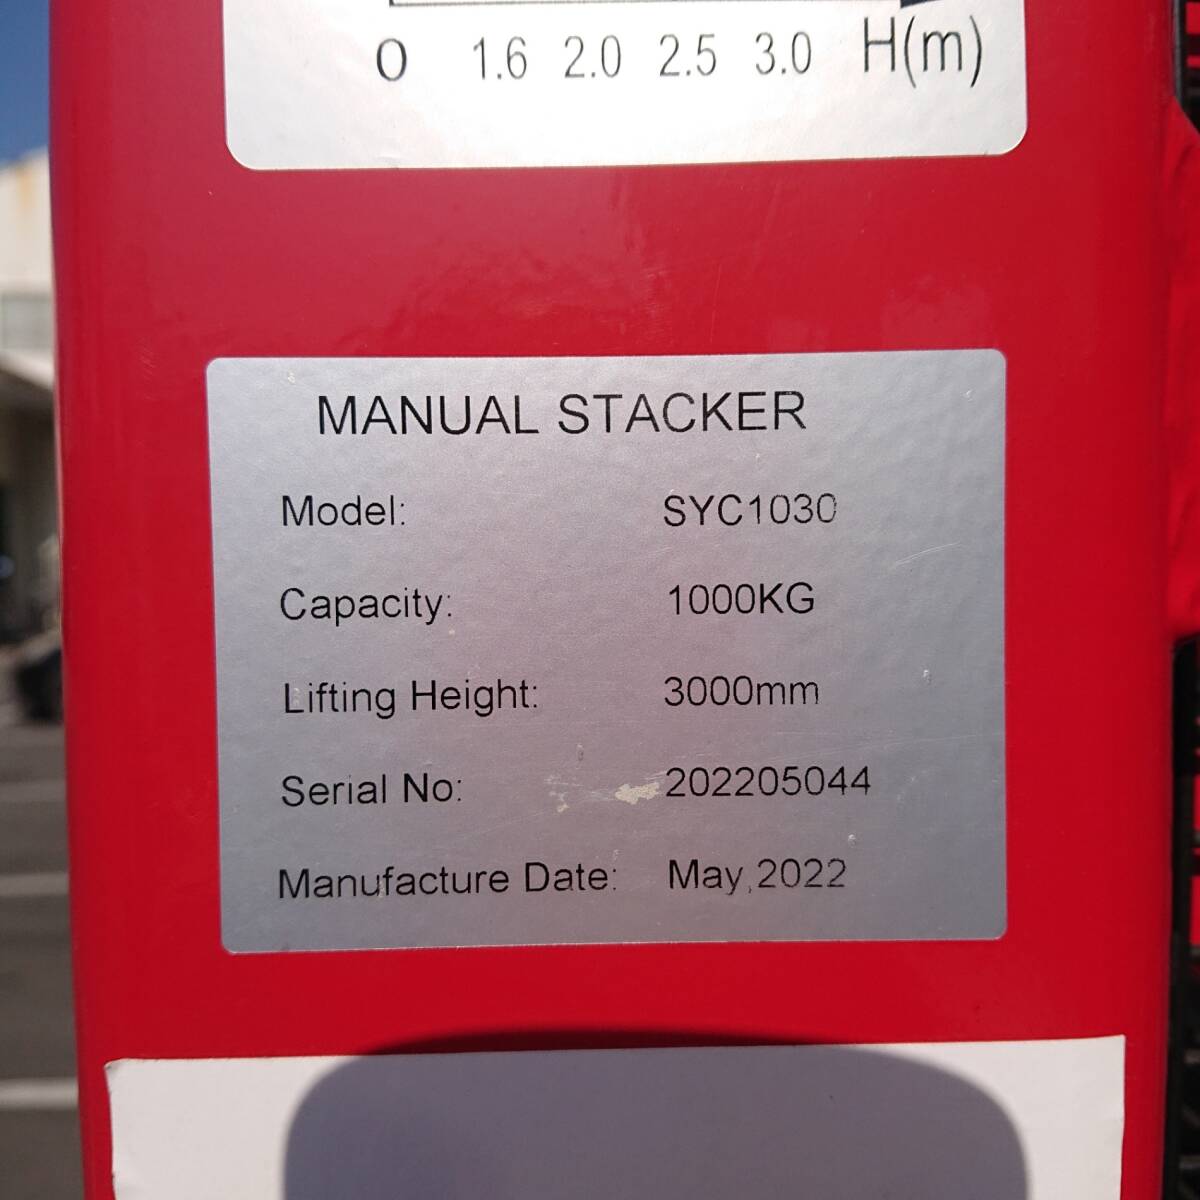 O 1.6 2.0 2.5 3.0 H(m)
MANUAL STACKER
Model: SYC1030
Capacity: 1000KG
Lifting Height: 3000mm
Serial No: 202205044
Manufacture Date: May,2022